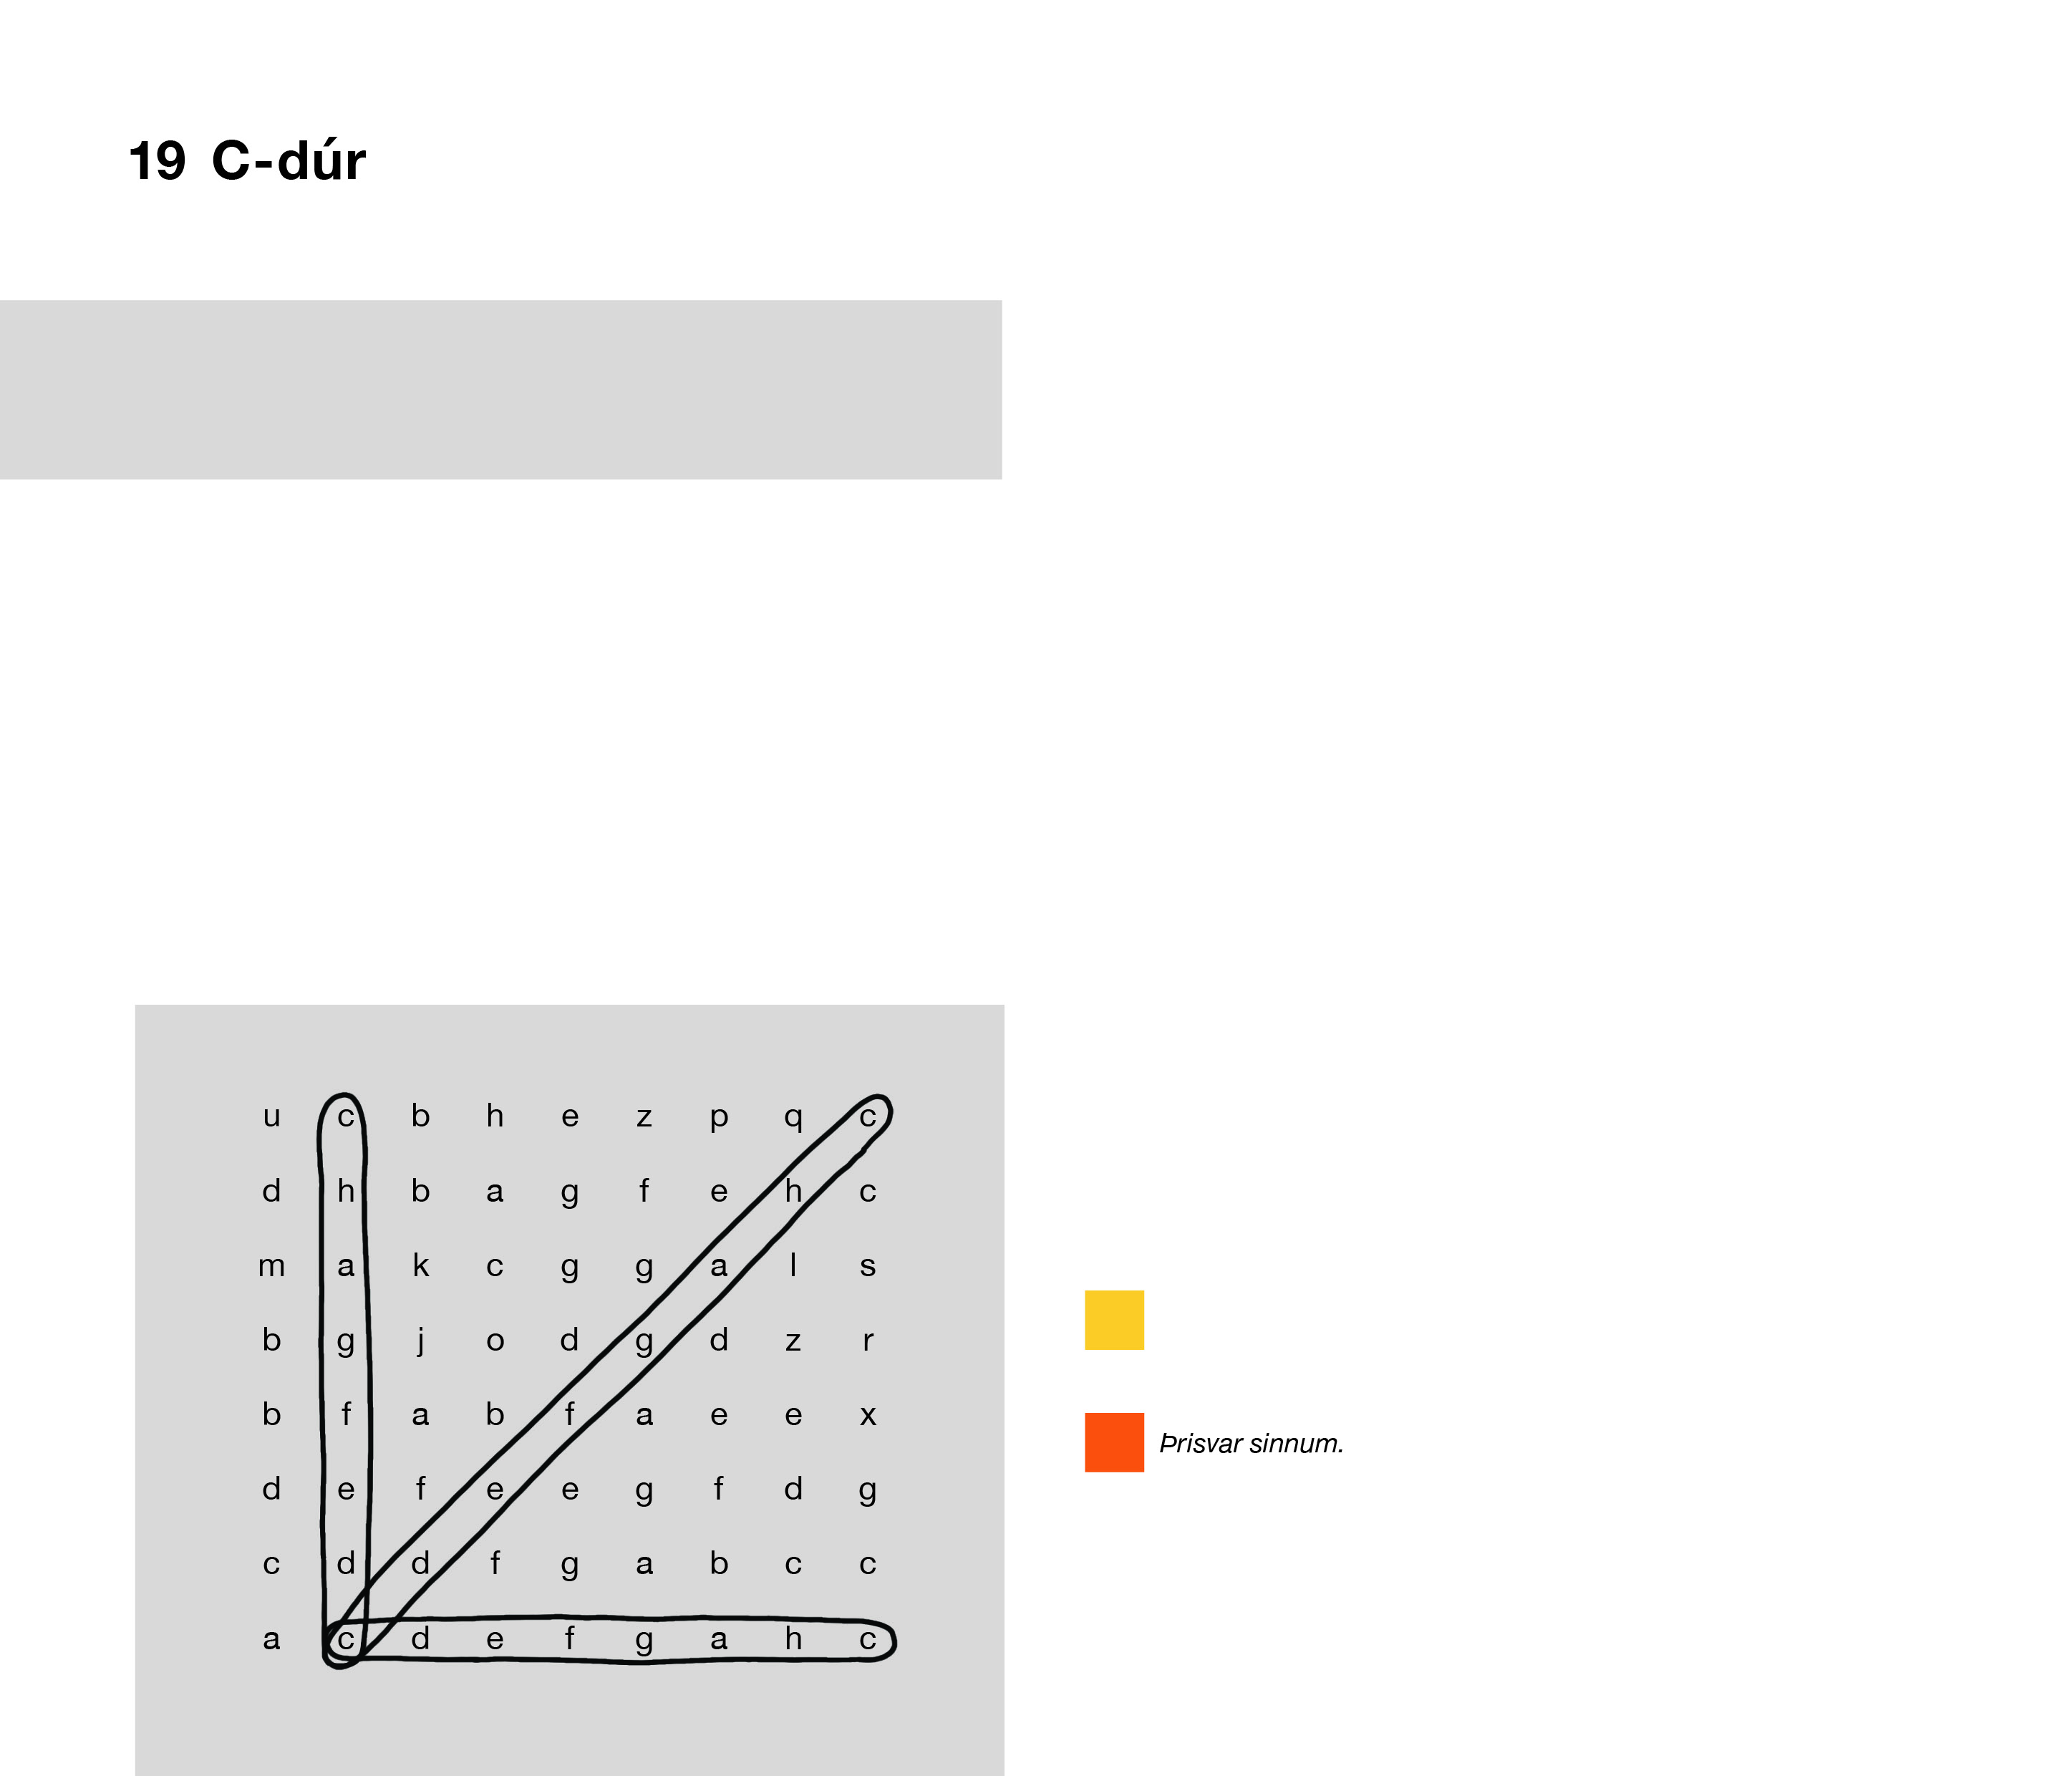 19 C-dúr
u c b h e z p q c
d h b a g f e h c
m a k c g g a l s
b g j o d g d z r
b f a b f a e e x
d e f e e g f d g
c d d f g a b c c
a c d e f g a h c
Þrisvar sinnum.